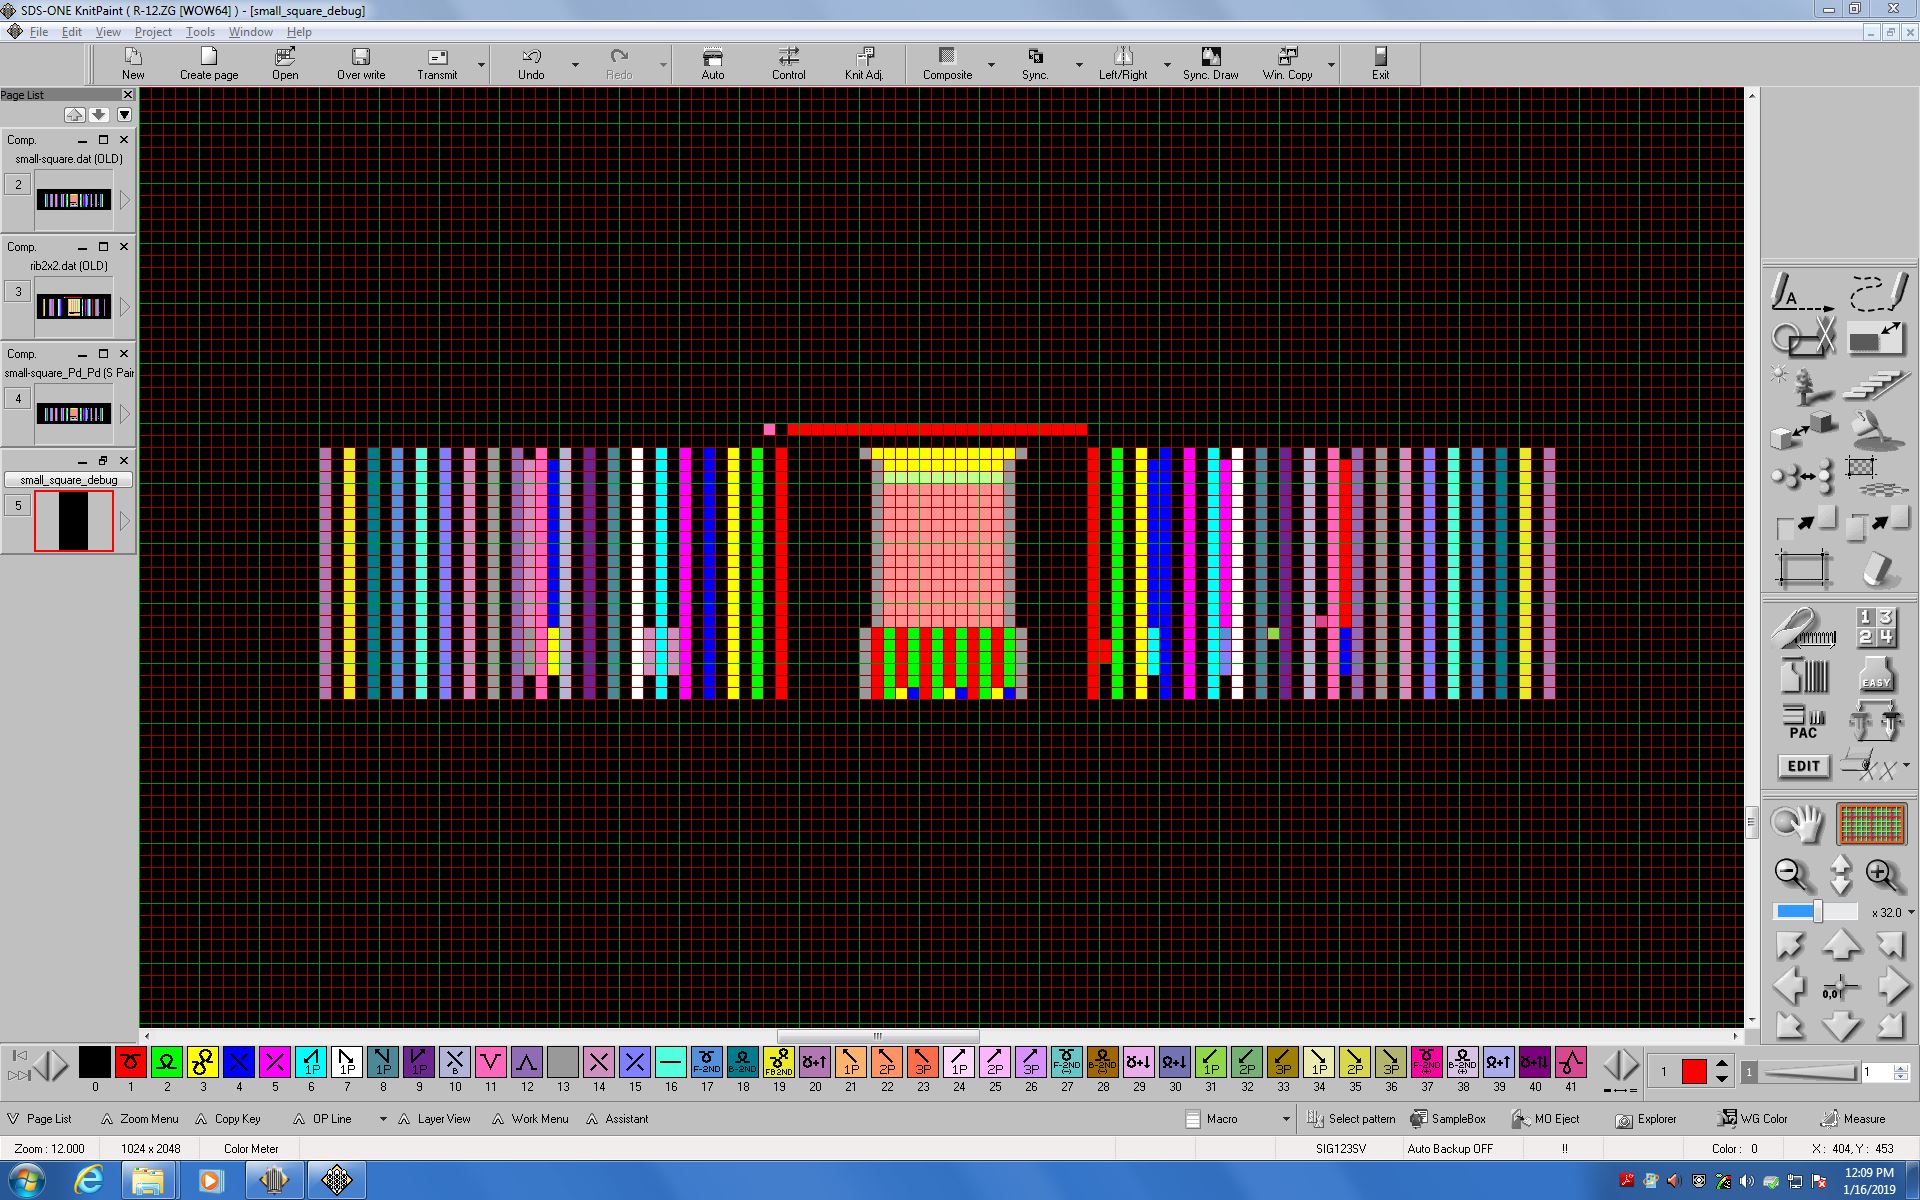 SDS-ONE KnitPaint ( R-12.ZG [WOW64] ) - [small_square_debug]
File Edit View Project Tools Window Help
New Create page Open Over write Transmit Undo Redo Auto Control Knit Adj. Composite Sync. Left/Right Sync. Draw Win. Copy Exit
Page List
Comp.
small-square.dat (OLD)
2
Comp.
rib2x2.dat (OLD)
3
Comp.
small-square_Pd_Pd (S Pair
4
small_square_debug
5
A
1 3
2 4
EASY
PAC
EDIT
x 32.0
0,0
1P 1P 1P 1P B F-2ND B-2ND FB2ND 1P 2P 3P 1P 2P 3P F-2ND B-2ND 1P 2P 3P 1P 2P 3P F-2ND B-2ND
0 1 2 3 4 5 6 7 8 9 10 11 12 13 14 15 16 17 18 19 20 21 22 23 24 25 26 27 28 29 30 31 32 33 34 35 36 37 38 39 40 41
1 1 1
Page List Zoom Menu Copy Key OP Line Layer View Work Menu Assistant Macro Select pattern SampleBox MO Eject Explorer WG Color Measure
Zoom : 12.000 1024 x 2048 Color Meter SIG123SV Auto Backup OFF !! Color : 0 X : 404, Y : 453
12:09 PM
1/16/2019